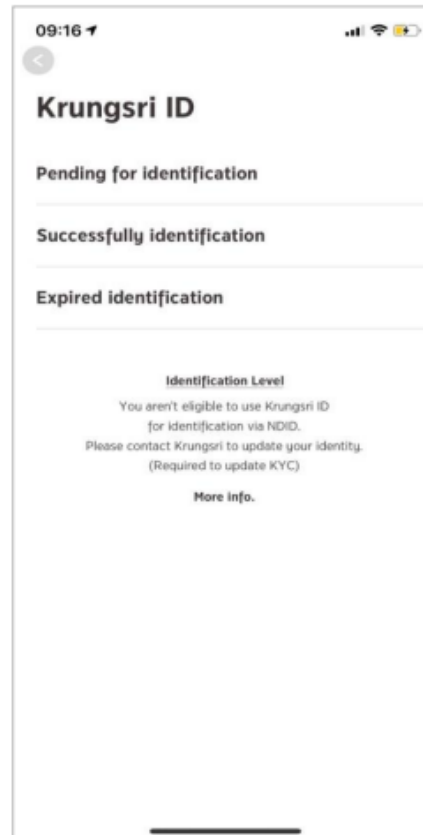 09:16
Krungsri ID
Pending for identification
Successfully identification
Expired identification
Identification Level
You aren't eligible to use Krungsri ID
for identification via NDID.
Please contact Krungsri to update your identity.
(Required to update KYC)
More info.